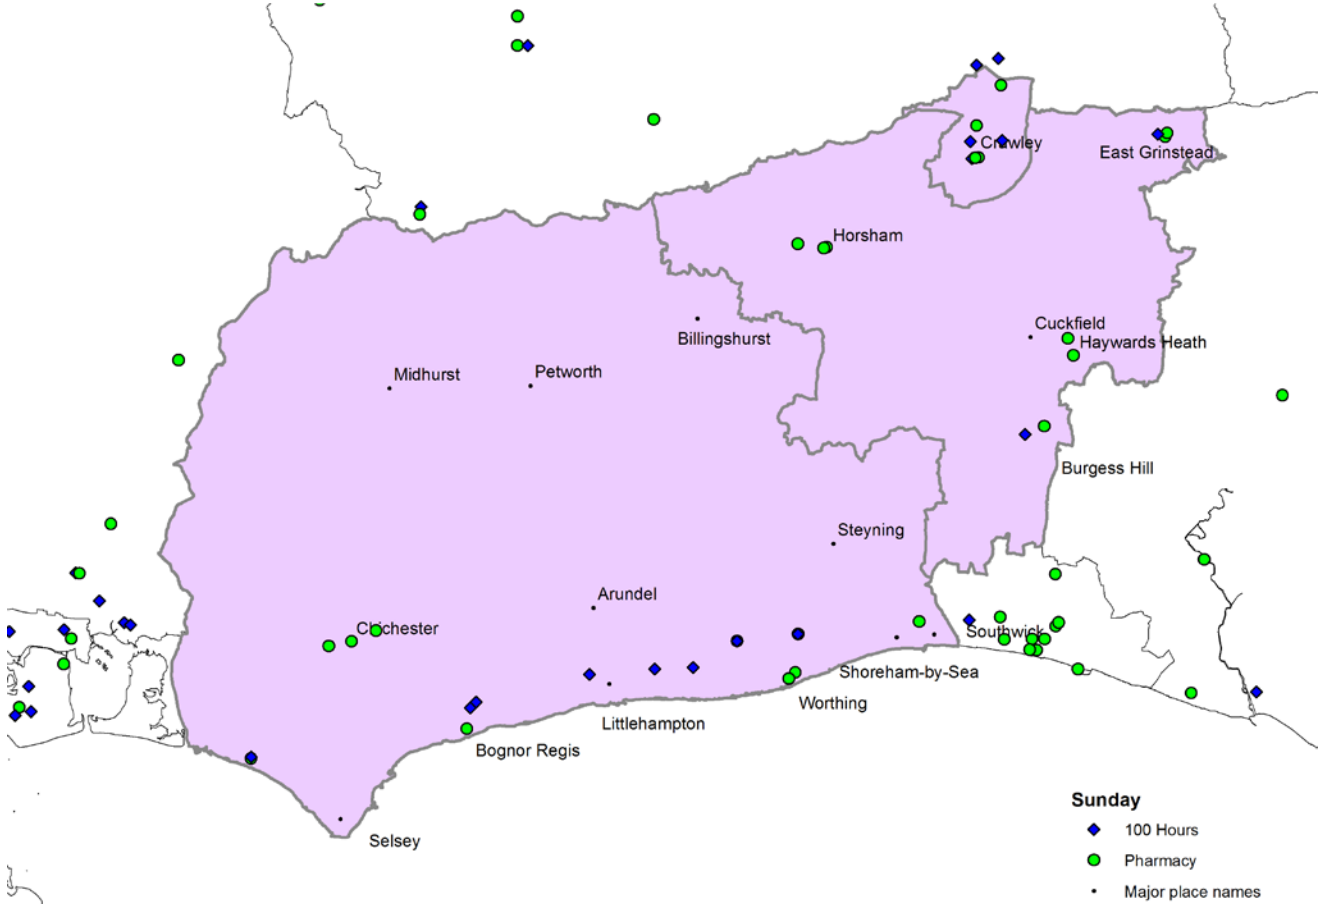 Crawley
East Grinstead
Horsham
Cuckfield
Haywards Heath
Billingshurst
Midhurst
Petworth
Burgess Hill
Steyning
Arundel
Chichester
Southwick
Shoreham-by-Sea
Worthing
Littlehampton
Bognor Regis
Selsey
Sunday
100 Hours
Pharmacy
Major place names